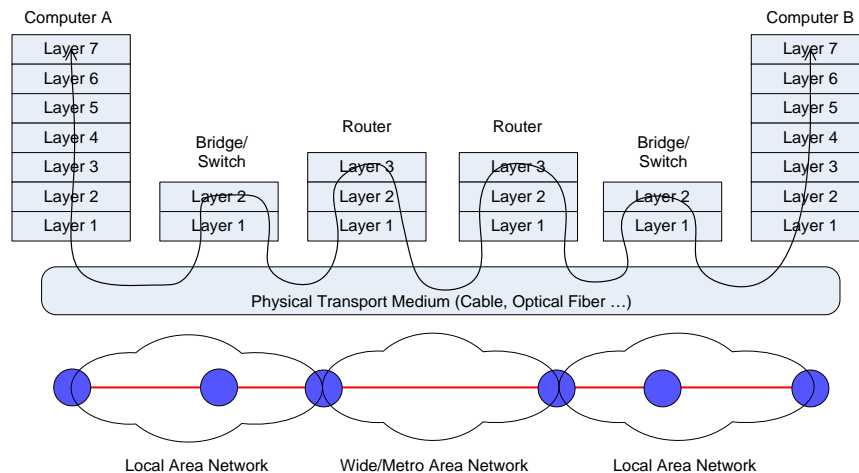 Computer A
Layer 7
Layer 6
Layer 5
Layer 4
Layer 3
Layer 2
Layer 1
Bridge/
Switch
Layer 2
Layer 1
Router
Layer 3
Layer 2
Layer 1
Router
Layer 3
Layer 2
Layer 1
Bridge/
Switch
Layer 2
Layer 1
Computer B
Layer 7
Layer 6
Layer 5
Layer 4
Layer 3
Layer 2
Layer 1
Physical Transport Medium (Cable, Optical Fiber …)
Local Area Network
Wide/Metro Area Network
Local Area Network